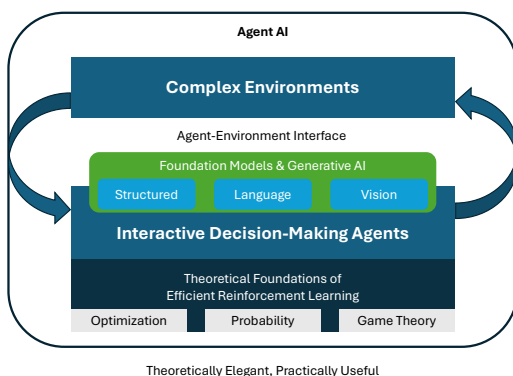 Agent AI
Complex Environments
Agent-Environment Interface
Foundation Models & Generative AI
Structured
Language
Vision
Interactive Decision-Making Agents
Theoretical Foundations of
Efficient Reinforcement Learning
Optimization
Probability
Game Theory
Theoretically Elegant, Practically Useful